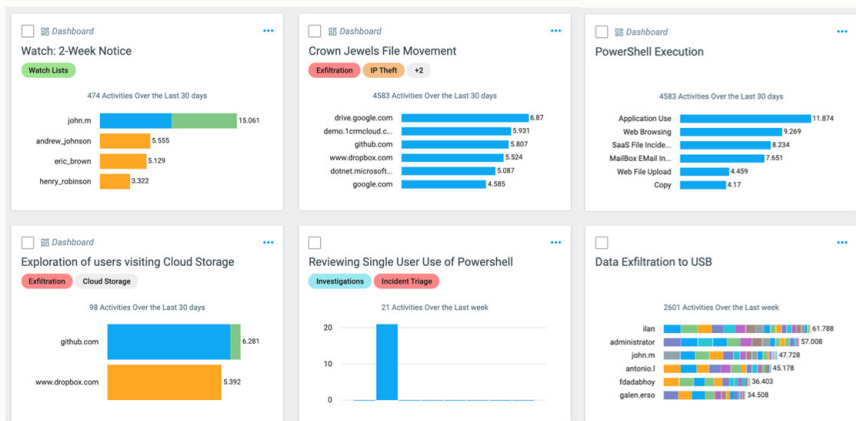 Dashboard
Watch: 2-Week Notice
Watch Lists
474 Activities Over the Last 30 days
john.m 15.061
andrew_johnson 5.555
eric_brown 5.129
henry_robinson 3.322
Dashboard
Crown Jewels File Movement
Exfiltration IP Theft +2
4583 Activities Over the Last 30 days
drive.google.com 6.87
demo.1crmcloud.c... 5.931
github.com 5.807
www.dropbox.com 5.524
dotnet.microsoft... 5.087
google.com 4.585
Dashboard
PowerShell Execution
4583 Activities Over the Last 30 days
Application Use 11.874
Web Browsing 9.269
SaaS File Incide... 8.234
MailBox EMail In... 7.651
Web File Upload 4.459
Copy 4.17
Dashboard
Exploration of users visiting Cloud Storage
Exfiltration Cloud Storage
98 Activities Over the Last 30 days
github.com 6.281
www.dropbox.com 5.392
Reviewing Single User Use of Powershell
Investigations Incident Triage
21 Activities Over the Last week
20
10
0
Data Exfiltration to USB
2601 Activities Over the Last week
ilan 61.788
administrator 57.008
john.m 47.728
antonio.l 45.178
fdadabhoy 36.403
galen.erso 34.508